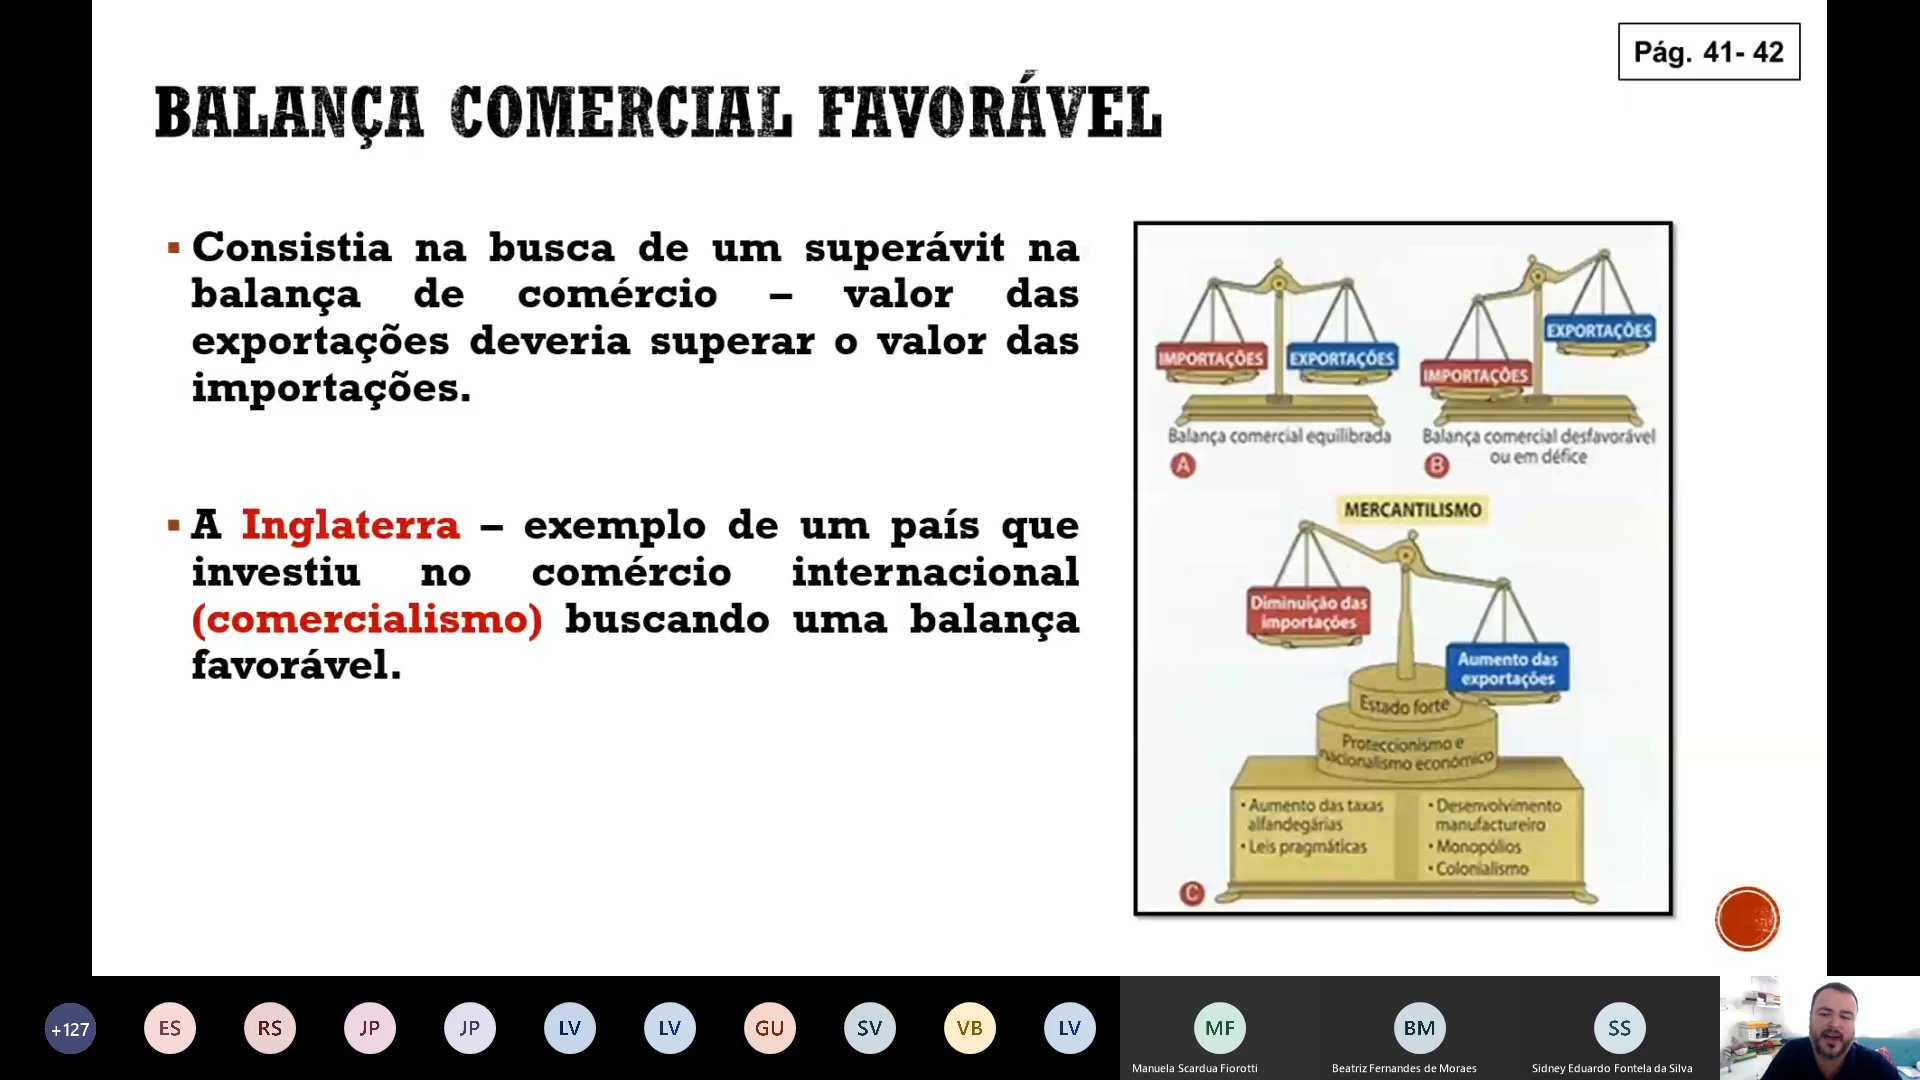 Pág. 41- 42
BALANÇA COMERCIAL FAVORÁVEL
▪ Consistia na busca de um superávit na
balança de comércio – valor das
exportações deveria superar o valor das
importações.
▪ A Inglaterra – exemplo de um país que
investiu no comércio internacional
(comercialismo) buscando uma balança
favorável.
IMPORTAÇÕES
EXPORTAÇÕES
Balança comercial equilibrada
A
EXPORTAÇÕES
IMPORTAÇÕES
Balança comercial desfavorável
ou em défice
B
MERCANTILISMO
Diminuição das
importações
Aumento das
exportações
Estado forte
Proteccionismo e
nacionalismo económico
• Aumento das taxas
alfandegárias
• Leis pragmáticas
• Desenvolvimento
manufactureiro
• Monopólios
• Colonialismo
C
+127
ES
RS
JP
JP
LV
LV
GU
SV
VB
LV
MF
Manuela Scardua Fiorotti
BM
Beatriz Fernandes de Moraes
SS
Sidney Eduardo Fontela da Silva